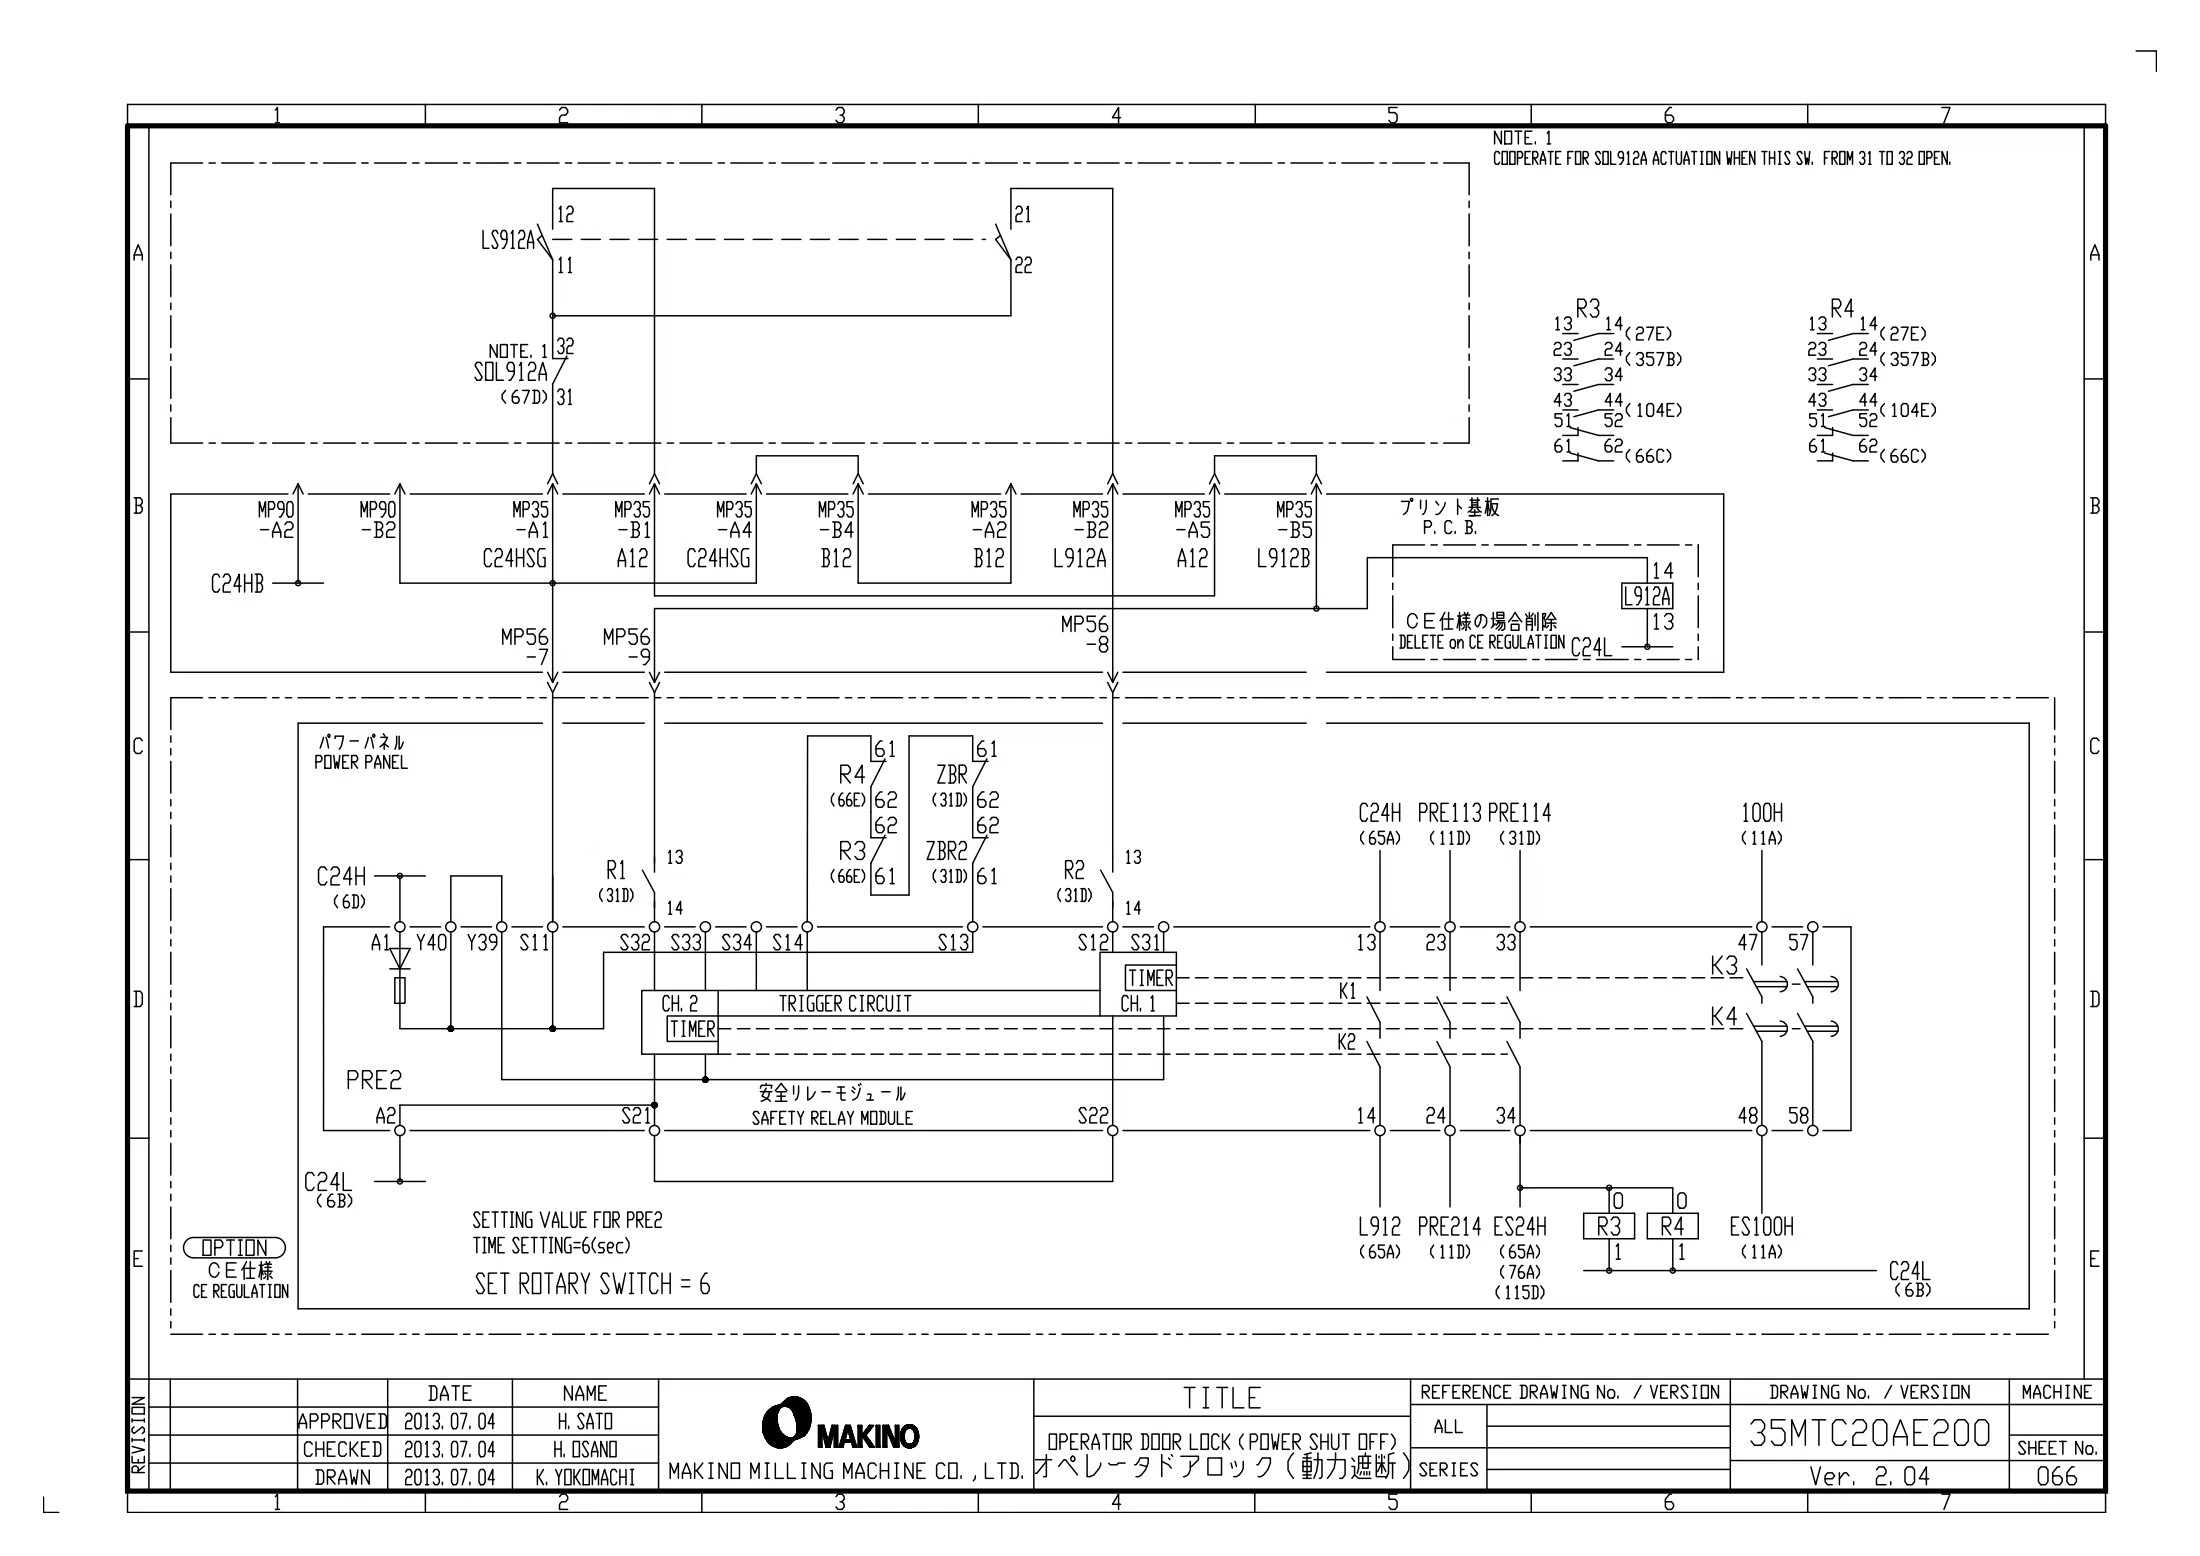 1 2 3 4 5 6 7
NOTE. 1
COOPERATE FOR SOL912A ACTUATION WHEN THIS SW. FROM 31 TO 32 OPEN.
A
A
12
21
LS912A
11
22
NOTE. 1
32
SOL912A
(67D)
31
R3
13 14 (27E)
23 24 (357B)
33 34
43 44 (104E)
51 52
61 62 (66C)
R4
13 14 (27E)
23 24 (357B)
33 34
43 44 (104E)
51 52
61 62 (66C)
B
B
MP90 MP90 MP35 MP35 MP35 MP35 MP35 MP35 MP35 MP35
-A2 -B2 -A1 -B1 -A4 -B4 -A2 -B2 -A5 -B5
C24HSG A12 C24HSG B12 B12 L912A A12 L912B
C24HB
プリント基板
P. C. B.
14
L912A
13
CE仕様の場合削除
DELETE on CE REGULATION
C24L
MP56 MP56 MP56
-7 -9 -8
C
C
パワーパネル
POWER PANEL
61
R4
(66E)
62
62
R3
(66E)
61
61
ZBR
(31D)
62
62
ZBR2
(31D)
61
C24H PRE113 PRE114 100H
(65A) (11D) (31D) (11A)
C24H
(6D)
R1
(31D)
13
14
R2
(31D)
13
14
A1 Y40 Y39 S11 S32 S33 S34 S14 S13 S12 S31 13 23 33 47 57
D
D
TIMER
CH. 1
CH. 2
TRIGGER CIRCUIT
TIMER
K1
K2
K3
K4
PRE2
安全リレーモジュール
SAFETY RELAY MODULE
A2 S21 S22 14 24 34 48 58
C24L
(6B)
0 0
R3 R4
1 1
L912 PRE214 ES24H ES100H
(65A) (11D) (65A) (11A)
(76A)
(115D)
C24L
(6B)
SETTING VALUE FOR PRE2
TIME SETTING=6(sec)
SET ROTARY SWITCH = 6
E
E
OPTION
CE仕様
CE REGULATION
REVISION
DATE NAME
APPROVED 2013. 07. 04 H. SATO
CHECKED 2013. 07. 04 H. OSANO
DRAWN 2013. 07. 04 K. YOKOMACHI
MAKINO
MAKINO MILLING MACHINE CO. , LTD.
TITLE
OPERATOR DOOR LOCK (POWER SHUT OFF)
オペレータドアロック (動力遮断)
REFERENCE DRAWING No. / VERSION
ALL
SERIES
DRAWING No. / VERSION
35MTC20AE200
Ver. 2. 04
MACHINE
SHEET No.
066
1 2 3 4 5 6 7